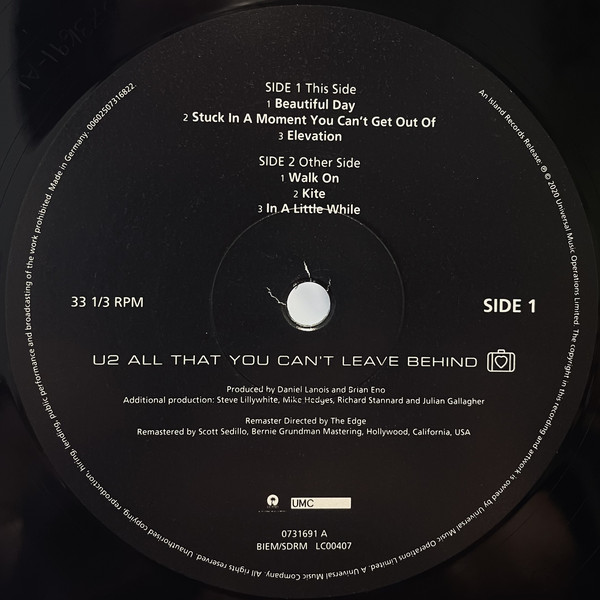 SIDE 1 This Side
1 Beautiful Day
2 Stuck In A Moment You Can't Get Out Of
3 Elevation
SIDE 2 Other Side
1 Walk On
2 Kite
3 In A Little While
33 1/3 RPM
SIDE 1
U2 ALL THAT YOU CAN'T LEAVE BEHIND
Produced by Daniel Lanois and Brian Eno
Additional production: Steve Lillywhite, Mike Hedges, Richard Stannard and Julian Gallagher
Remaster Directed by The Edge
Remastered by Scott Sedillo, Bernie Grundman Mastering, Hollywood, California, USA
UMC
0731691 A
BIEM/SDRM LC00407
An Island Records Release; ℗ © 2020 Universal Music Operations Limited. The copyright in this recording and artwork is owned by Universal Music Operations Limited. A Universal Music Company. All rights reserved. Unauthorised copying, reproduction, hiring, lending, public performance and broadcasting of the work prohibited. Made in Germany. 00602507316822.